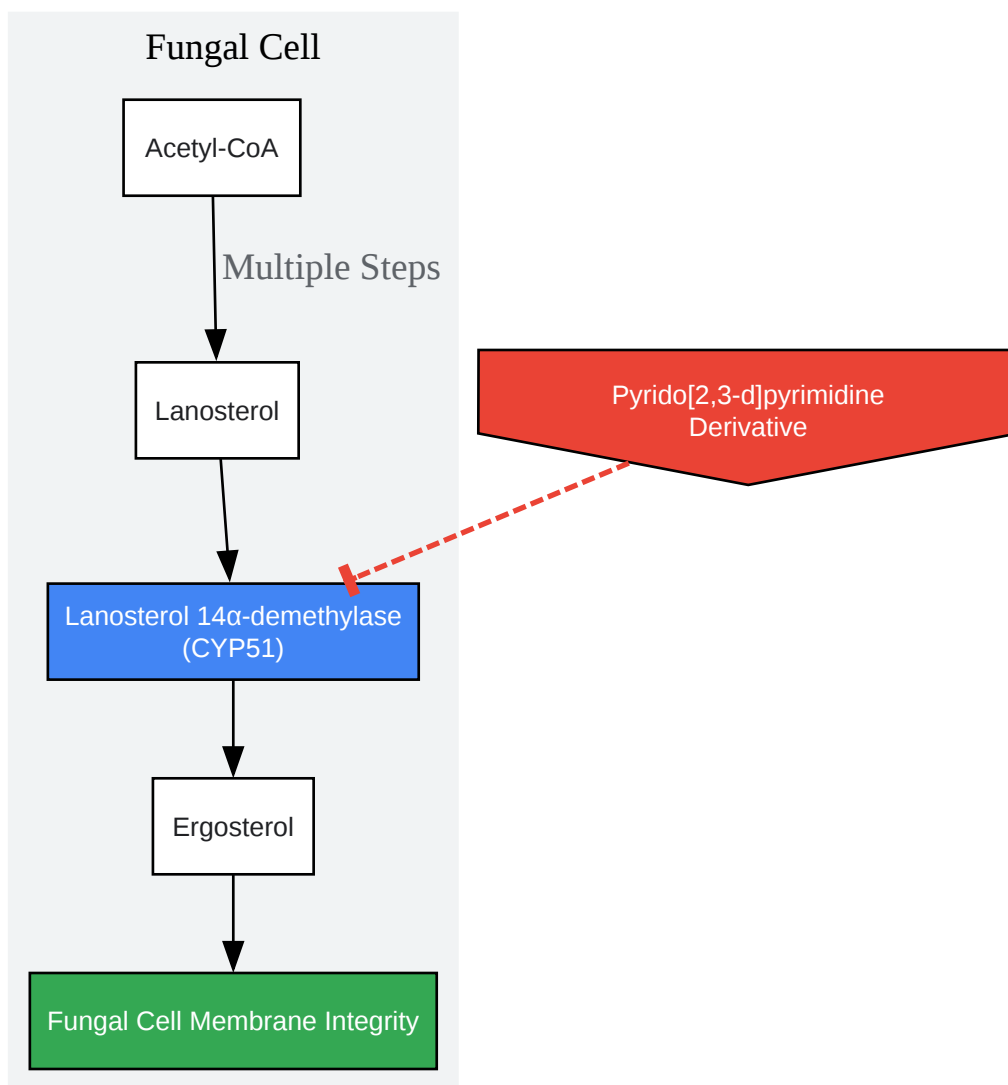 Fungal Cell
Acetyl-CoA
Multiple Steps
Lanosterol
Pyrido[2,3-d]pyrimidine
Derivative
Lanosterol 14α-demethylase
(CYP51)
Ergosterol
Fungal Cell Membrane Integrity